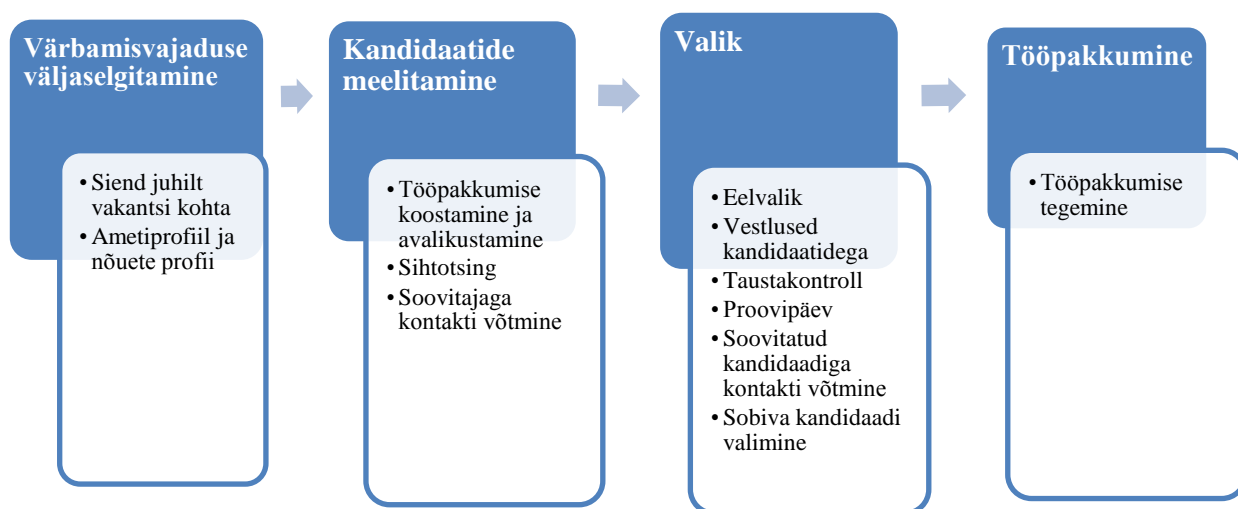 Värbamisvajaduse
väljaselgitamine
• Siend juhilt
vakantsi kohta
• Ametiprofiil ja
nõuete profii
Kandidaatide
meelitamine
• Tööpakkumise
koostamine ja
avalikustamine
• Sihtotsing
• Soovitajaga
kontakti võtmine
Valik
• Eelvalik
• Vestlused
kandidaatidega
• Taustakontroll
• Proovipäev
• Soovitatud
kandidaadiga
kontakti võtmine
• Sobiva kandidaadi
valimine
Tööpakkumine
• Tööpakkumise
tegemine